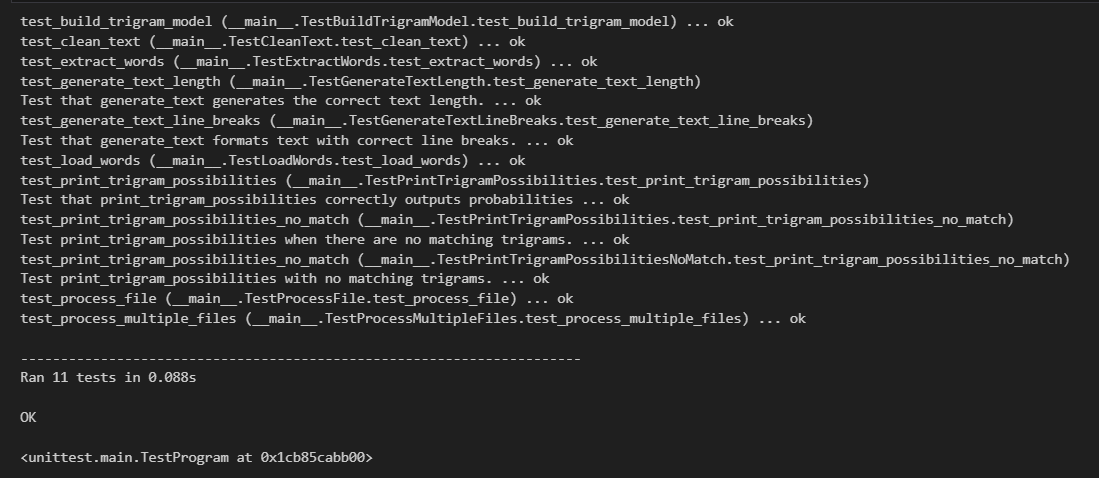 test_build_trigram_model (__main__.TestBuildTrigramModel.test_build_trigram_model) ... ok
test_clean_text (__main__.TestCleanText.test_clean_text) ... ok
test_extract_words (__main__.TestExtractWords.test_extract_words) ... ok
test_generate_text_length (__main__.TestGenerateTextLength.test_generate_text_length)
Test that generate_text generates the correct text length. ... ok
test_generate_text_line_breaks (__main__.TestGenerateTextLineBreaks.test_generate_text_line_breaks)
Test that generate_text formats text with correct line breaks. ... ok
test_load_words (__main__.TestLoadWords.test_load_words) ... ok
test_print_trigram_possibilities (__main__.TestPrintTrigramPossibilities.test_print_trigram_possibilities)
Test that print_trigram_possibilities correctly outputs probabilities ... ok
test_print_trigram_possibilities_no_match (__main__.TestPrintTrigramPossibilities.test_print_trigram_possibilities_no_match)
Test print_trigram_possibilities when there are no matching trigrams. ... ok
test_print_trigram_possibilities_no_match (__main__.TestPrintTrigramPossibilitiesNoMatch.test_print_trigram_possibilities_no_match)
Test print_trigram_possibilities with no matching trigrams. ... ok
test_process_file (__main__.TestProcessFile.test_process_file) ... ok
test_process_multiple_files (__main__.TestProcessMultipleFiles.test_process_multiple_files) ... ok
----------------------------------------------------------------------
Ran 11 tests in 0.088s
OK
<unittest.main.TestProgram at 0x1cb85cabb00>